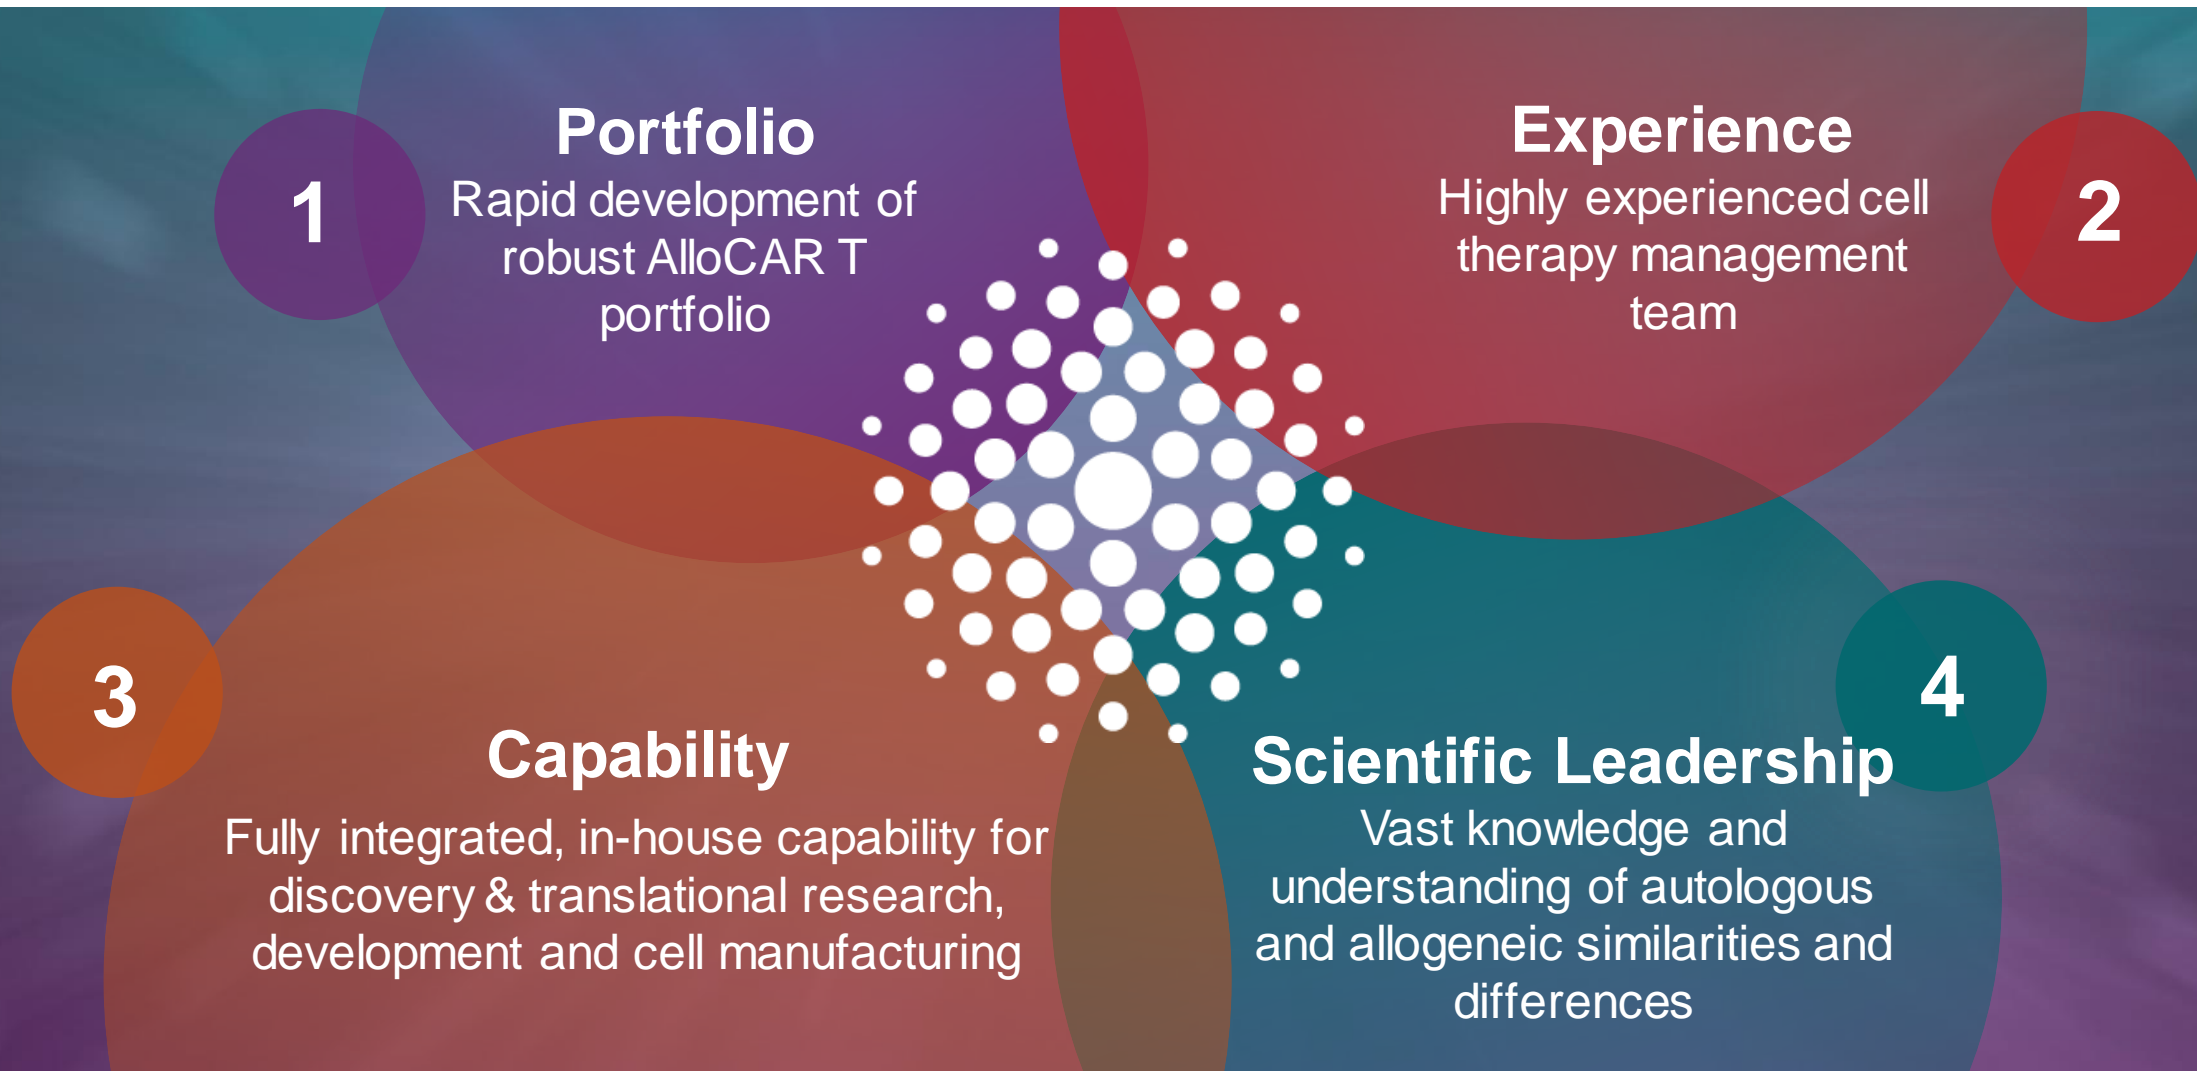 1
Portfolio
Rapid development of
robust AlloCAR T
portfolio
Experience
Highly experienced cell
therapy management
team
2
3
Capability
Fully integrated, in-house capability for
discovery & translational research,
development and cell manufacturing
4
Scientific Leadership
Vast knowledge and
understanding of autologous
and allogeneic similarities and
differences